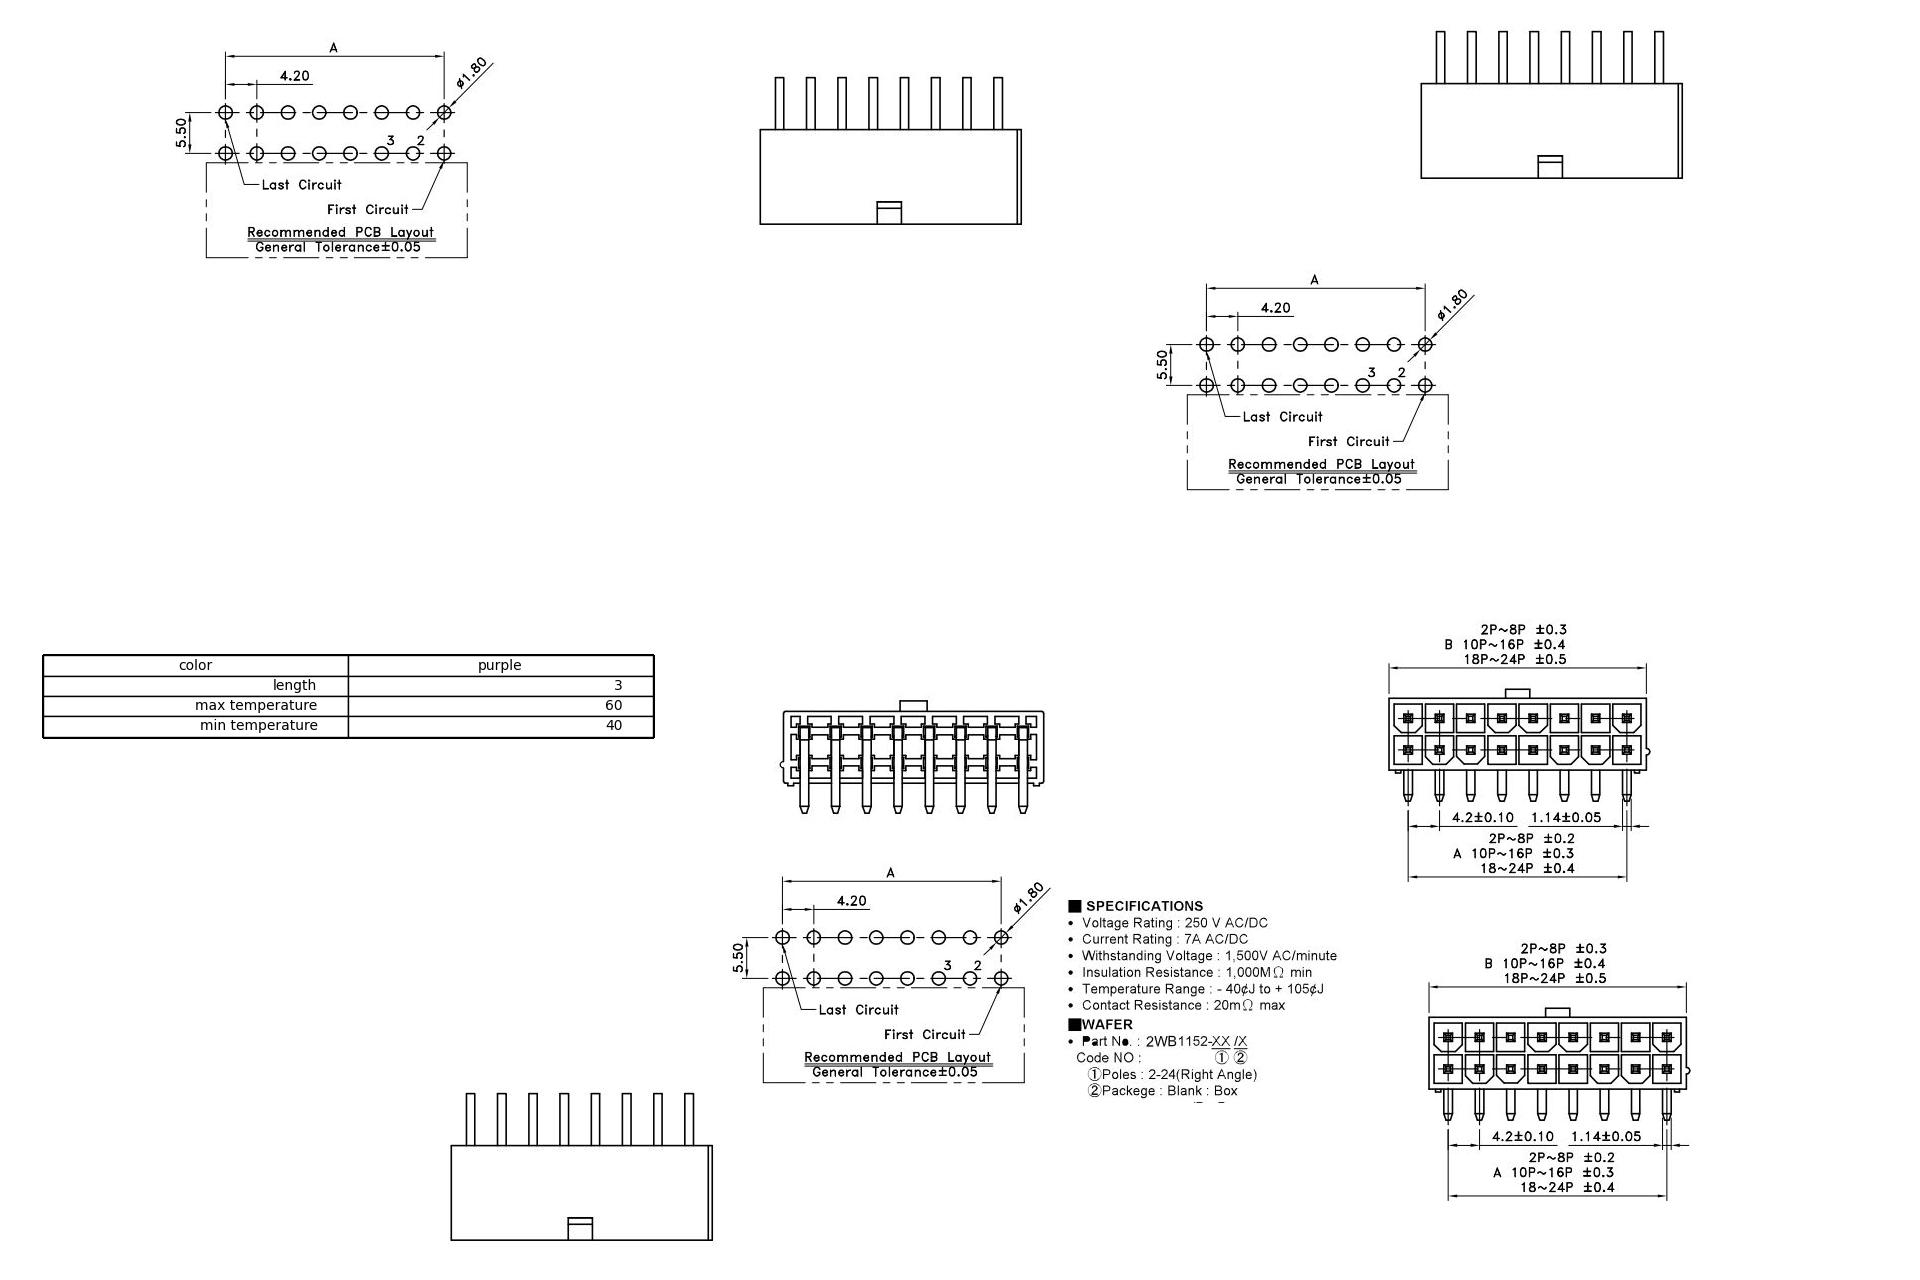 A
4.20
ø1.80
5.50
3 2
Last Circuit
First Circuit
Recommended PCB Layout
General Tolerance±0.05
A
4.20
ø1.80
5.50
3 2
Last Circuit
First Circuit
Recommended PCB Layout
General Tolerance±0.05
color purple
length 3
max temperature 60
min temperature 40
2P~8P ±0.3
B 10P~16P ±0.4
18P~24P ±0.5
4.2±0.10 1.14±0.05
2P~8P ±0.2
A 10P~16P ±0.3
18~24P ±0.4
A
4.20
ø1.80
5.50
3 2
Last Circuit
First Circuit
Recommended PCB Layout
General Tolerance±0.05
■ SPECIFICATIONS
• Voltage Rating : 250 V AC/DC
• Current Rating : 7A AC/DC
• Withstanding Voltage : 1,500V AC/minute
• Insulation Resistance : 1,000MΩ min
• Temperature Range : - 40¢J to + 105¢J
• Contact Resistance : 20mΩ max
■WAFER
• Part No. : 2WB1152-XX /X
Code NO : ① ②
①Poles : 2-24(Right Angle)
②Packege : Blank : Box
2P~8P ±0.3
B 10P~16P ±0.4
18P~24P ±0.5
4.2±0.10 1.14±0.05
2P~8P ±0.2
A 10P~16P ±0.3
18~24P ±0.4